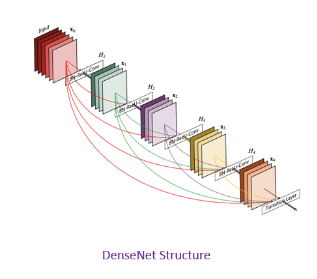 Input
x₀
H₁
x₁
BN-ReLU-Conv
H₂
x₂
BN-ReLU-Conv
H₃
x₃
BN-ReLU-Conv
H₄
x₄
BN-ReLU-Conv
Transition Layer
DenseNet Structure